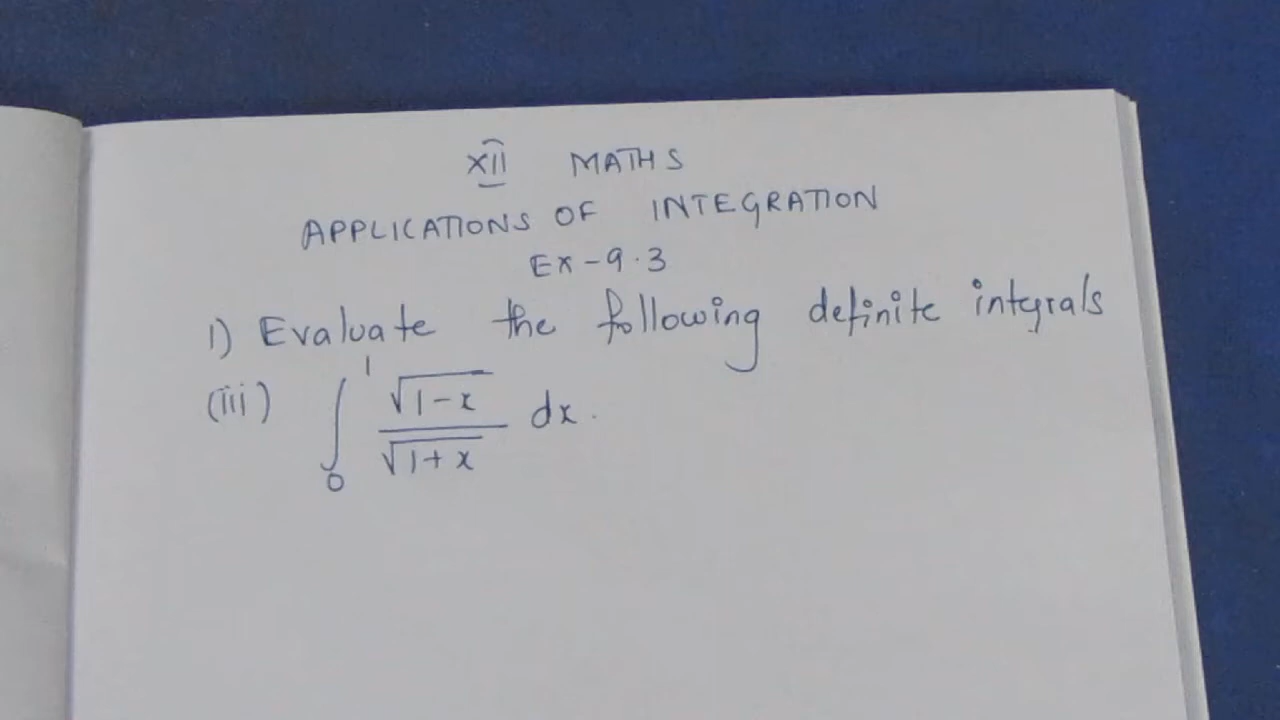 XII MATHS
APPLICATIONS OF INTEGRATION
EX-9.3
1) Evaluate the following definite integrals
(iii) ∫₀¹ √(1-x) / √(1+x) dx.